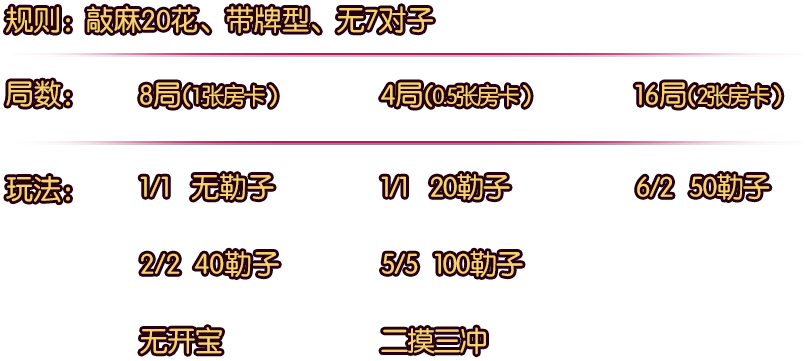 规则：敲麻20花、带牌型、无7对子
局数： 8局(1张房卡) 4局(0.5张房卡) 16局(2张房卡)
玩法： 1/1 无勒子 1/1 20勒子 6/2 50勒子
2/2 40勒子 5/5 100勒子
无开宝 二摸三冲